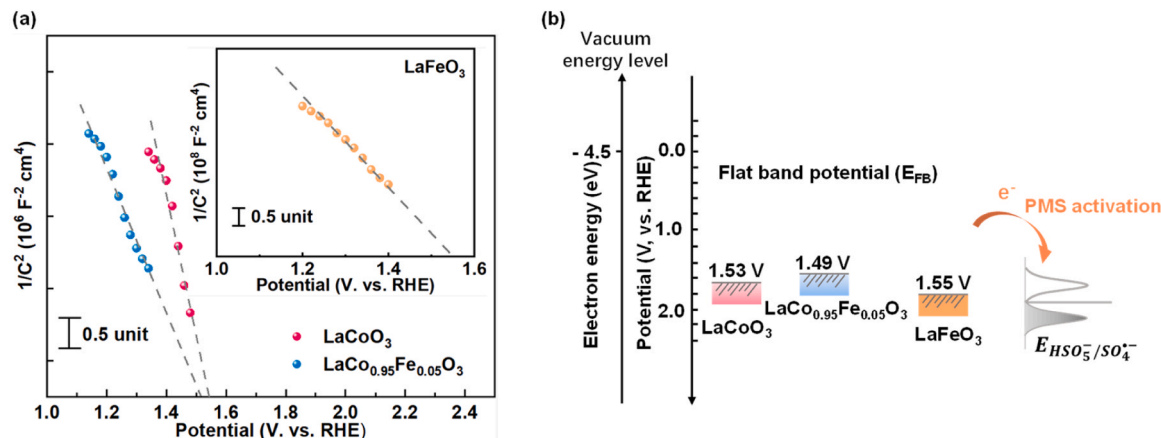 (a)
1/C² (10⁶ F⁻² cm⁴)
0.5 unit
LaCoO₃
LaCo₀.₉₅Fe₀.₀₅O₃
1.0 1.2 1.4 1.6 1.8 2.0 2.2 2.4
Potential (V. vs. RHE)
LaFeO₃
1/C² (10⁸ F⁻² cm⁴)
0.5 unit
1.0 1.2 1.4 1.6
Potential (V. vs. RHE)
(b)
Vacuum
energy level
Electron energy (eV).
- 4.5
Potential (V, vs. RHE)
0.0
1.0
2.0
Flat band potential (E_FB)
e⁻
PMS activation
1.53 V
LaCoO₃
1.49 V
LaCo₀.₉₅Fe₀.₀₅O₃
1.55 V
LaFeO₃
E_HSO₅⁻/SO₄•⁻